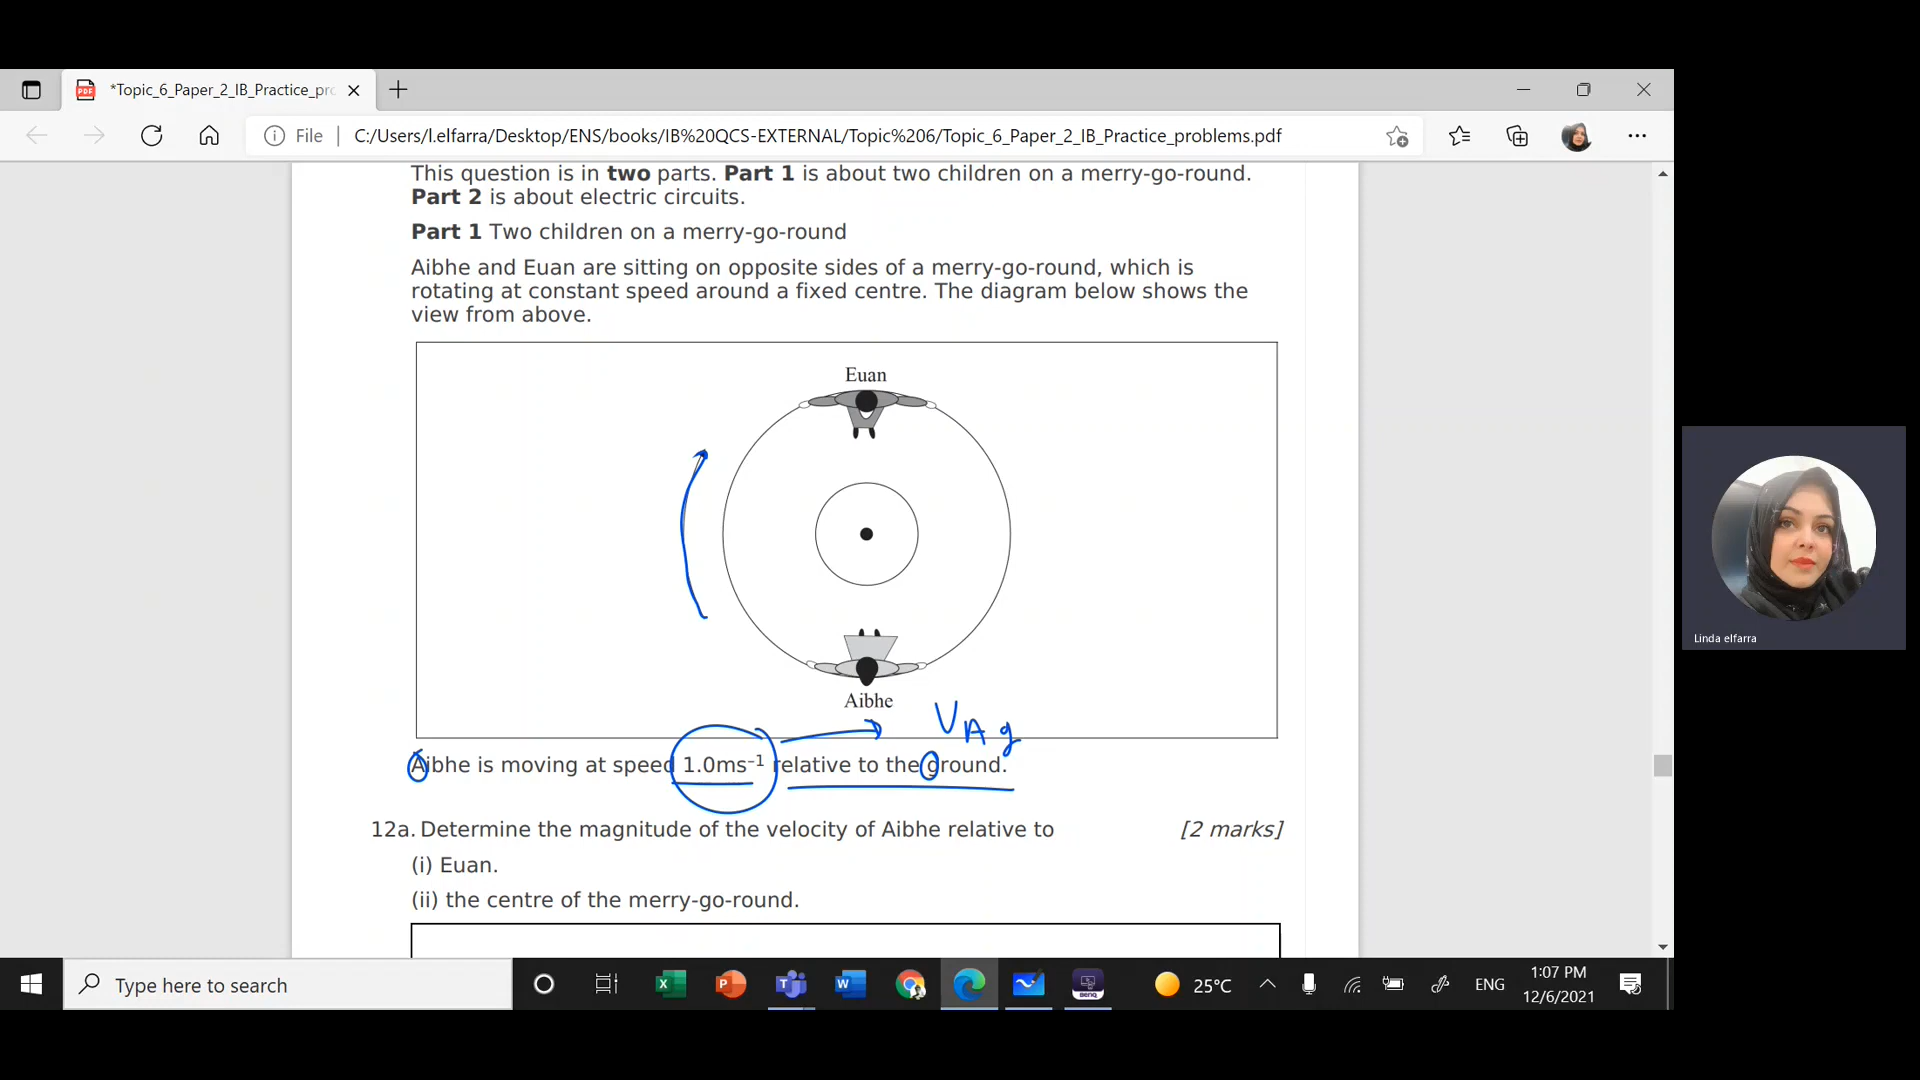 *Topic_6_Paper_2_IB_Practice_pro
File
C:/Users/l.elfarra/Desktop/ENS/books/IB%20QCS-EXTERNAL/Topic%206/Topic_6_Paper_2_IB_Practice_problems.pdf
This question is in two parts. Part 1 is about two children on a merry-go-round.
Part 2 is about electric circuits.
Part 1 Two children on a merry-go-round
Aibhe and Euan are sitting on opposite sides of a merry-go-round, which is
rotating at constant speed around a fixed centre. The diagram below shows the
view from above.
Euan
Aibhe
VAg
Aibhe is moving at speed 1.0ms⁻¹ relative to the ground.
12a. Determine the magnitude of the velocity of Aibhe relative to [2 marks]
(i) Euan.
(ii) the centre of the merry-go-round.
Linda elfarra
Type here to search
25°C
ENG
1:07 PM
12/6/2021
BenQ